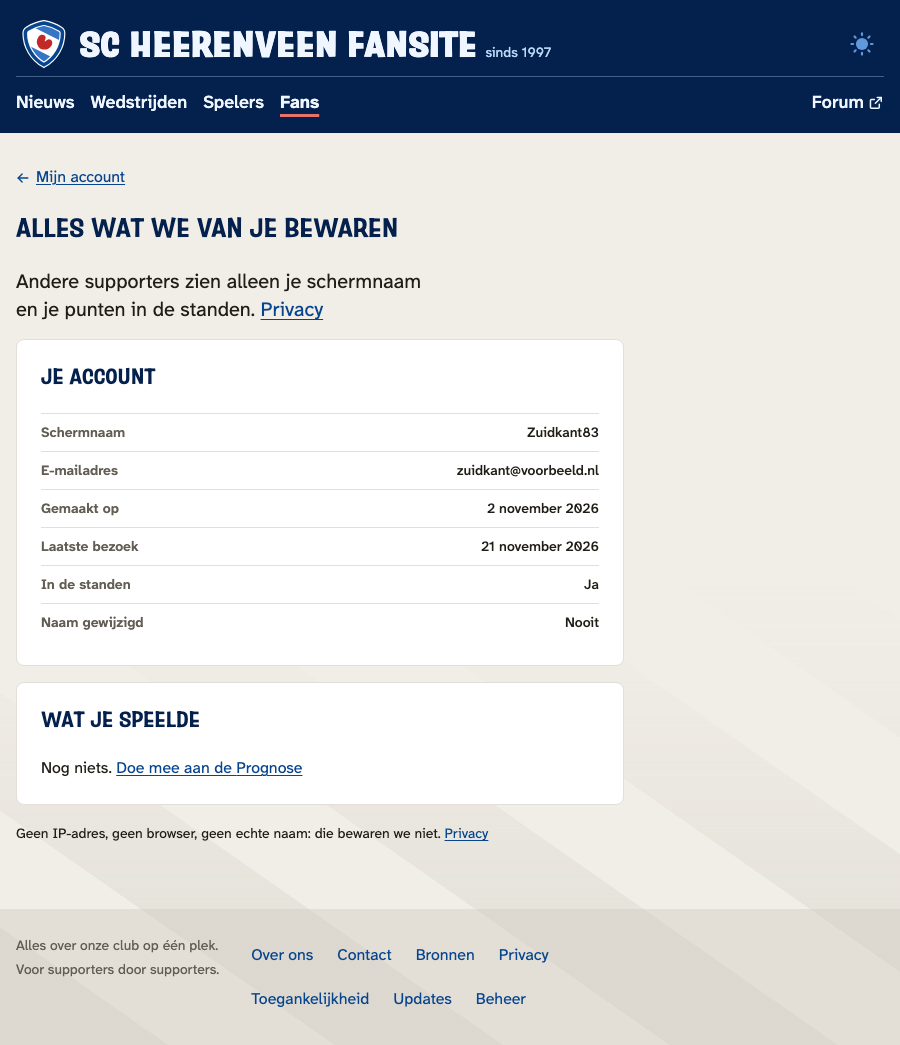 SC HEERENVEEN FANSITE sinds 1997
Nieuws Wedstrijden Spelers Fans Forum
← Mijn account
ALLES WAT WE VAN JE BEWAREN
Andere supporters zien alleen je schermnaam
en je punten in de standen. Privacy
JE ACCOUNT
Schermnaam Zuidkant83
E-mailadres zuidkant@voorbeeld.nl
Gemaakt op 2 november 2026
Laatste bezoek 21 november 2026
In de standen Ja
Naam gewijzigd Nooit
WAT JE SPEELDE
Nog niets. Doe mee aan de Prognose
Geen IP-adres, geen browser, geen echte naam: die bewaren we niet. Privacy
Alles over onze club op één plek.
Voor supporters door supporters.
Over ons Contact Bronnen Privacy
Toegankelijkheid Updates Beheer